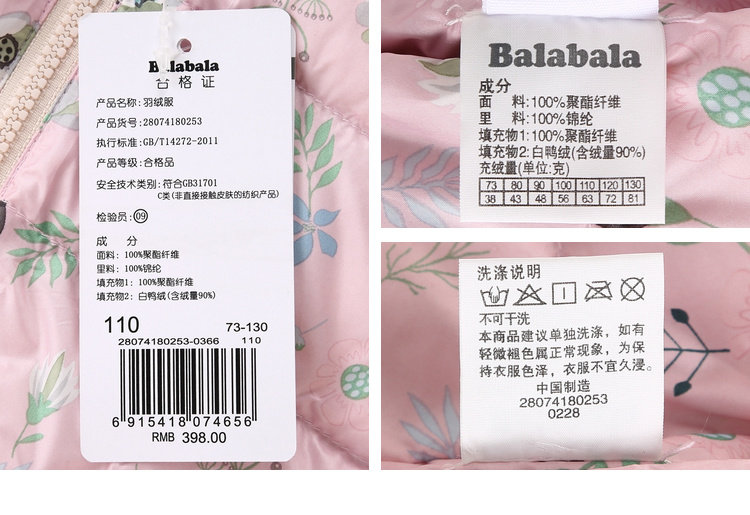 Balabala
合格证
产品名称:羽绒服
产品货号:28074180253
执行标准:GB/T14272-2011
产品等级:合格品
安全技术类别:符合GB31701
C类(非直接接触皮肤的纺织产品)
检验员:09
成 分
面料:100%聚酯纤维
里料:100%锦纶
填充物1:100%聚酯纤维
填充物2:白鸭绒(含绒量90%)
110 73-130
28074180253-0366 110
6 915418 074656
RMB 398.00
Balabala
成分
面 料:100%聚酯纤维
里 料:100%锦纶
填充物1:100%聚酯纤维
填充物2:白鸭绒(含绒量90%)
充绒量(单位:克)
73 80 90 100 110 120 130
38 43 48 56 63 72 81
洗涤说明
不可干洗
本商品建议单独洗涤,如有
轻微褪色属正常现象,为保
持衣服色泽,衣服不宜久浸。
中国制造
28074180253
0228